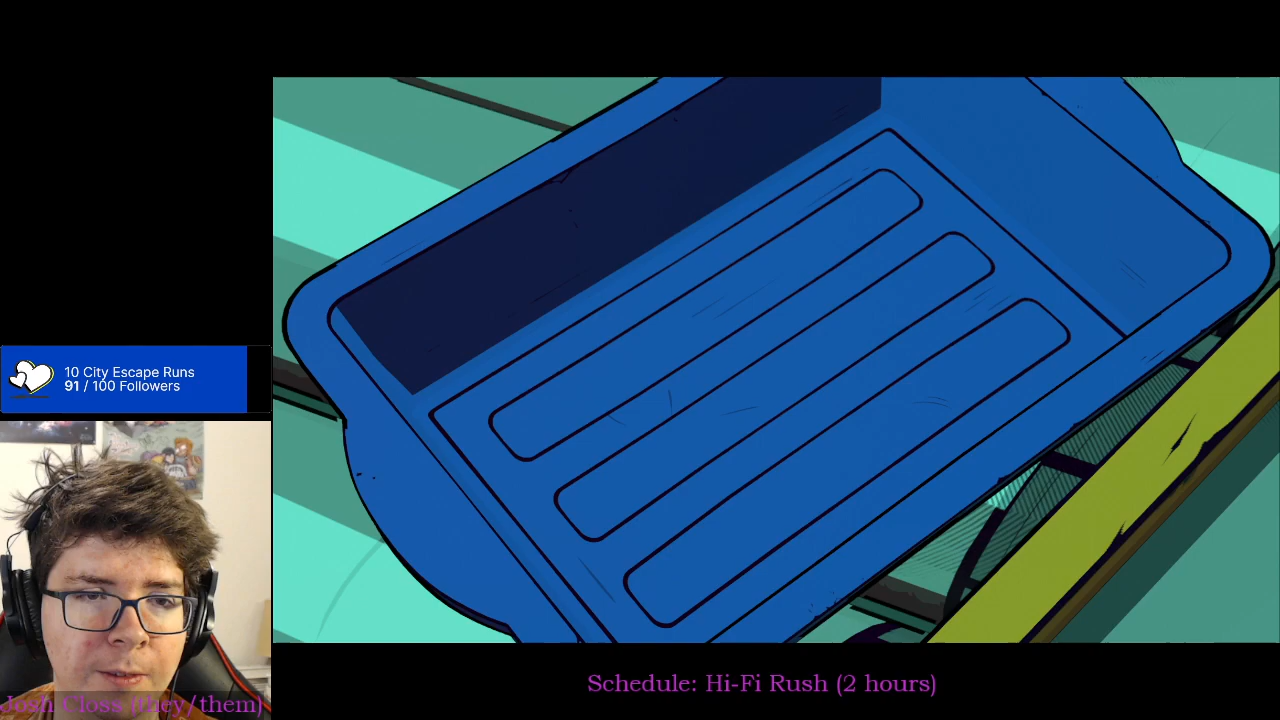 10 City Escape Runs
91 / 100 Followers
Josh Closs (they/them)
Schedule: Hi-Fi Rush (2 hours)